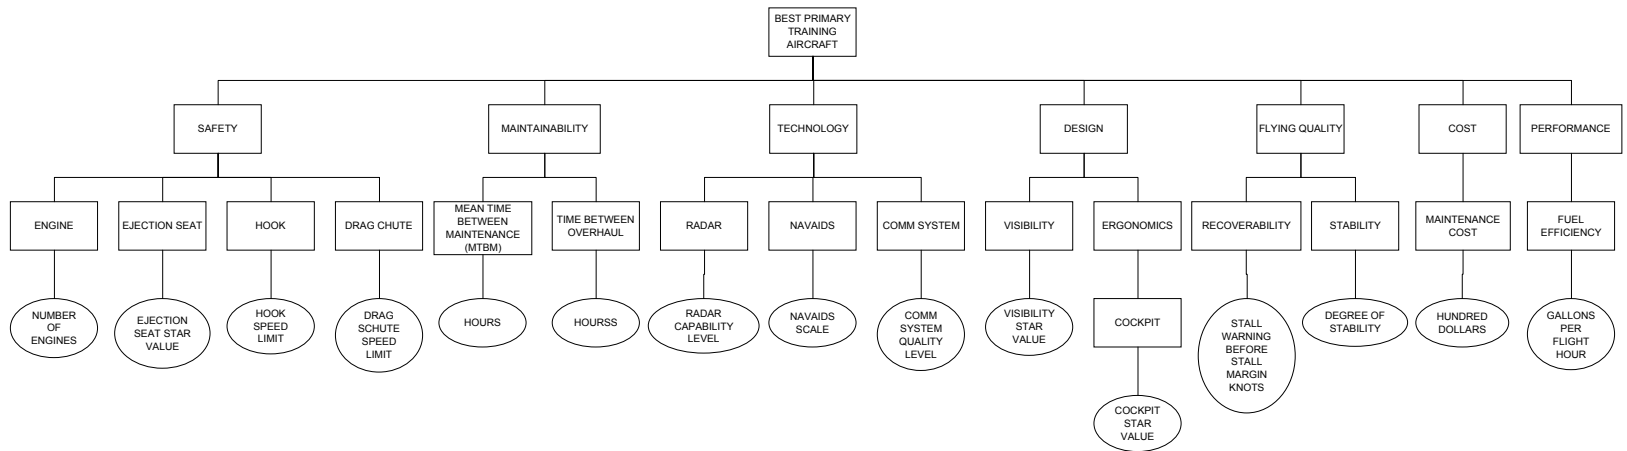 BEST PRIMARY
TRAINING
AIRCRAFT
SAFETY
MAINTAINABILITY
TECHNOLOGY
DESIGN
FLYING QUALITY
COST
PERFORMANCE
ENGINE
EJECTION SEAT
HOOK
DRAG CHUTE
MEAN TIME
BETWEEN
MAINTENANCE
(MTBM)
TIME BETWEEN
OVERHAUL
RADAR
NAVAIDS
COMM SYSTEM
VISIBILITY
ERGONOMICS
RECOVERABILITY
STABILITY
MAINTENANCE
COST
FUEL
EFFICIENCY
NUMBER
OF
ENGINES
EJECTION
SEAT STAR
VALUE
HOOK
SPEED
LIMIT
DRAG
SCHUTE
SPEED
LIMIT
HOURS
HOURSS
RADAR
CAPABILITY
LEVEL
NAVAIDS
SCALE
COMM
SYSTEM
QUALITY
LEVEL
VISIBILITY
STAR
VALUE
COCKPIT
STALL
WARNING
BEFORE
STALL
MARGIN
KNOTS
DEGREE OF
STABILITY
HUNDRED
DOLLARS
GALLONS
PER
FLIGHT
HOUR
COCKPIT
STAR
VALUE